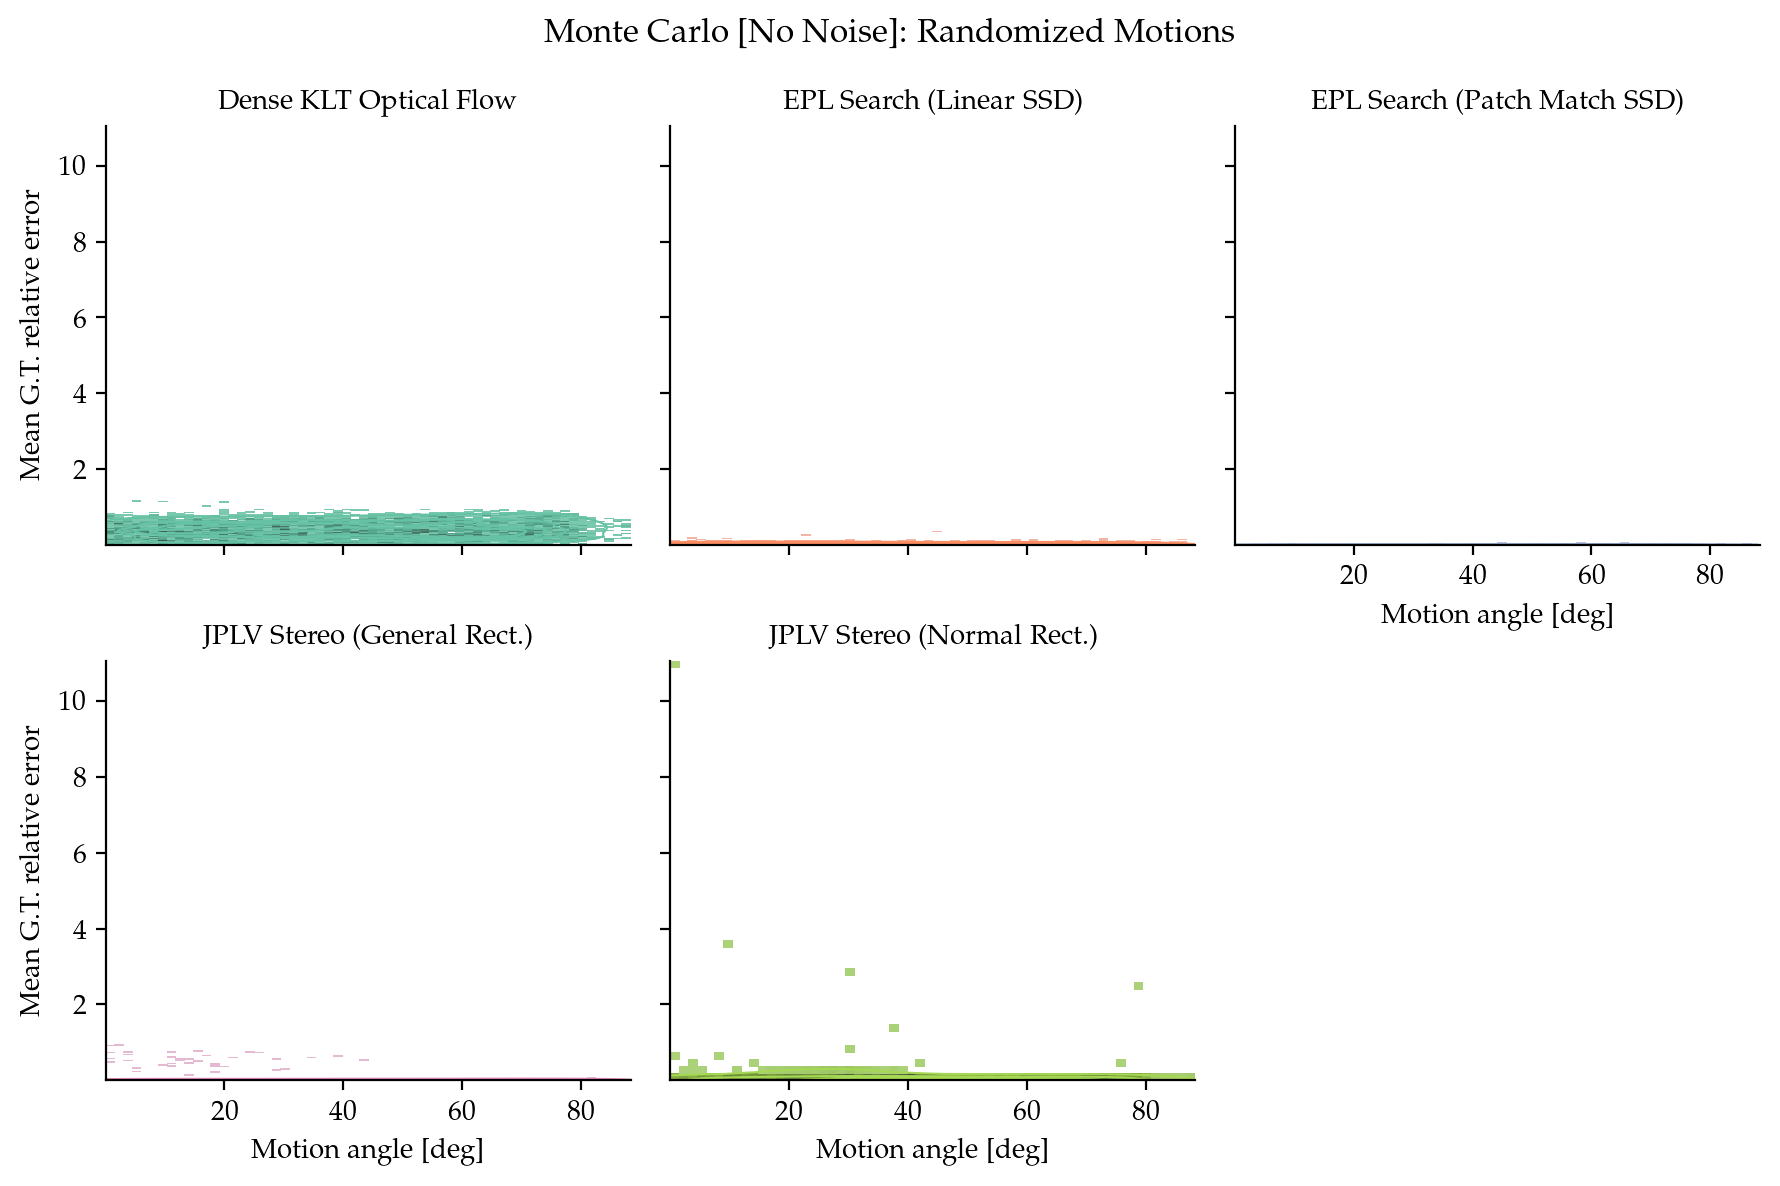 Monte Carlo [No Noise]: Randomized Motions
Dense KLT Optical Flow
EPL Search (Linear SSD)
EPL Search (Patch Match SSD)
Mean G.T. relative error
10
8
6
4
2
20 40 60 80
Motion angle [deg]
JPLV Stereo (General Rect.)
JPLV Stereo (Normal Rect.)
Mean G.T. relative error
10
8
6
4
2
20 40 60 80
Motion angle [deg]
20 40 60 80
Motion angle [deg]